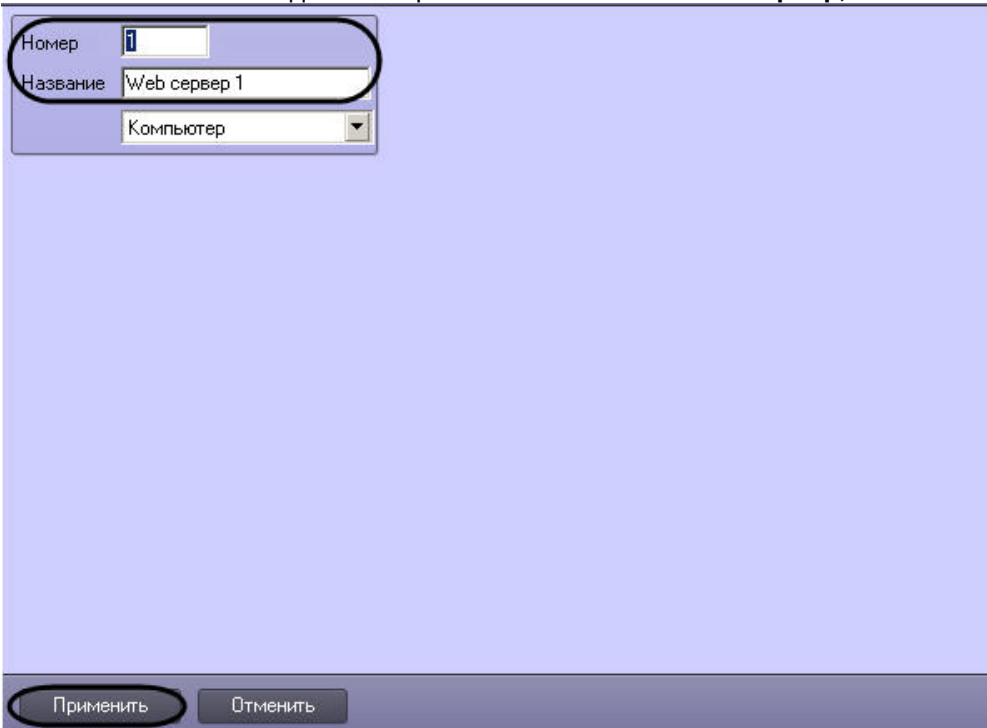 Номер 1
Название Web сервер 1
Компьютер
Применить Отменить